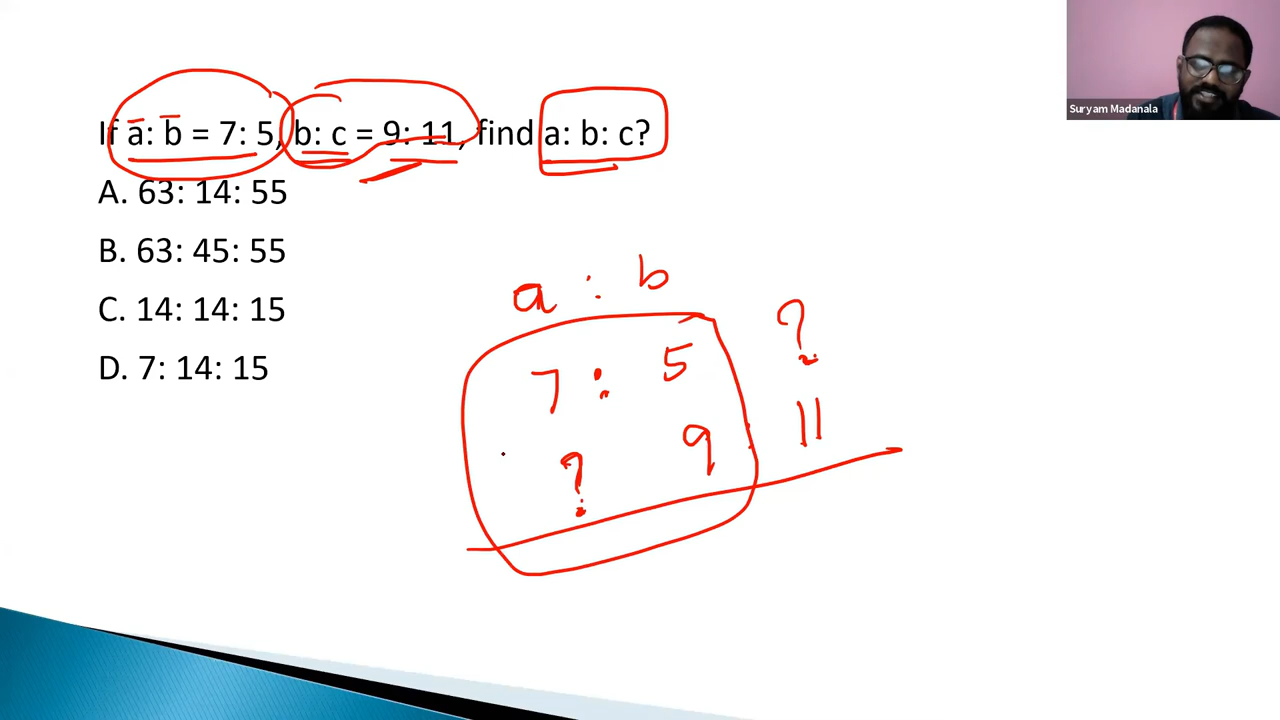 Suryam Madanala
If a: b = 7: 5, b: c = 9: 11, find a: b: c?
A. 63: 14: 55
B. 63: 45: 55
C. 14: 14: 15
D. 7: 14: 15
a : b
7 : 5 ?
? 9 11